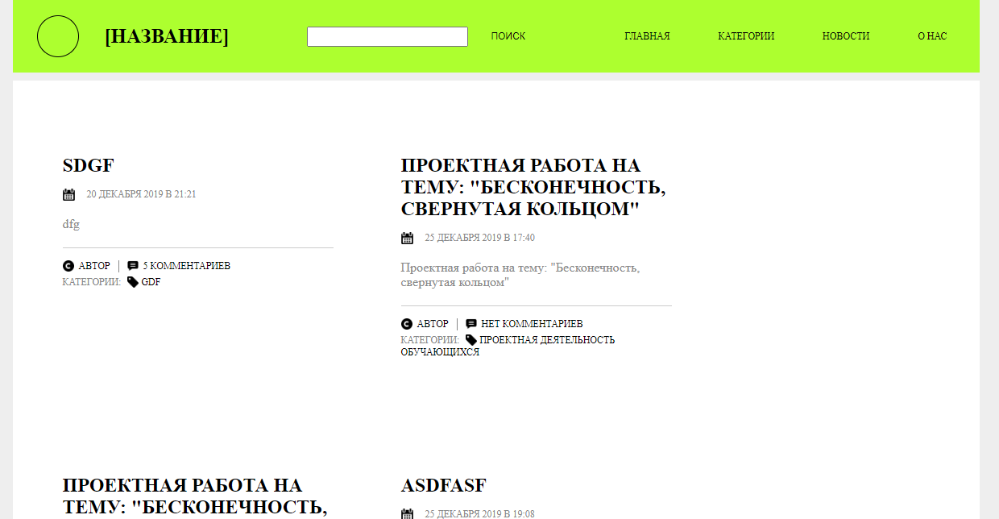 [НАЗВАНИЕ]
ПОИСК
ГЛАВНАЯ
КАТЕГОРИИ
НОВОСТИ
О НАС
SDGF
20 ДЕКАБРЯ 2019 В 21:21
dfg
АВТОР | 5 КОММЕНТАРИЕВ
КАТЕГОРИИ: GDF
ПРОЕКТНАЯ РАБОТА НА
ТЕМУ: "БЕСКОНЕЧНОСТЬ,
СВЕРНУТАЯ КОЛЬЦОМ"
25 ДЕКАБРЯ 2019 В 17:40
Проектная работа на тему: "Бесконечность,
свернутая кольцом"
АВТОР | НЕТ КОММЕНТАРИЕВ
КАТЕГОРИИ: ПРОЕКТНАЯ ДЕЯТЕЛЬНОСТЬ
ОБУЧАЮЩИХСЯ
ПРОЕКТНАЯ РАБОТА НА
ТЕМУ: "БЕСКОНЕЧНОСТЬ,
ASDFASF
25 ДЕКАБРЯ 2019 В 19:08